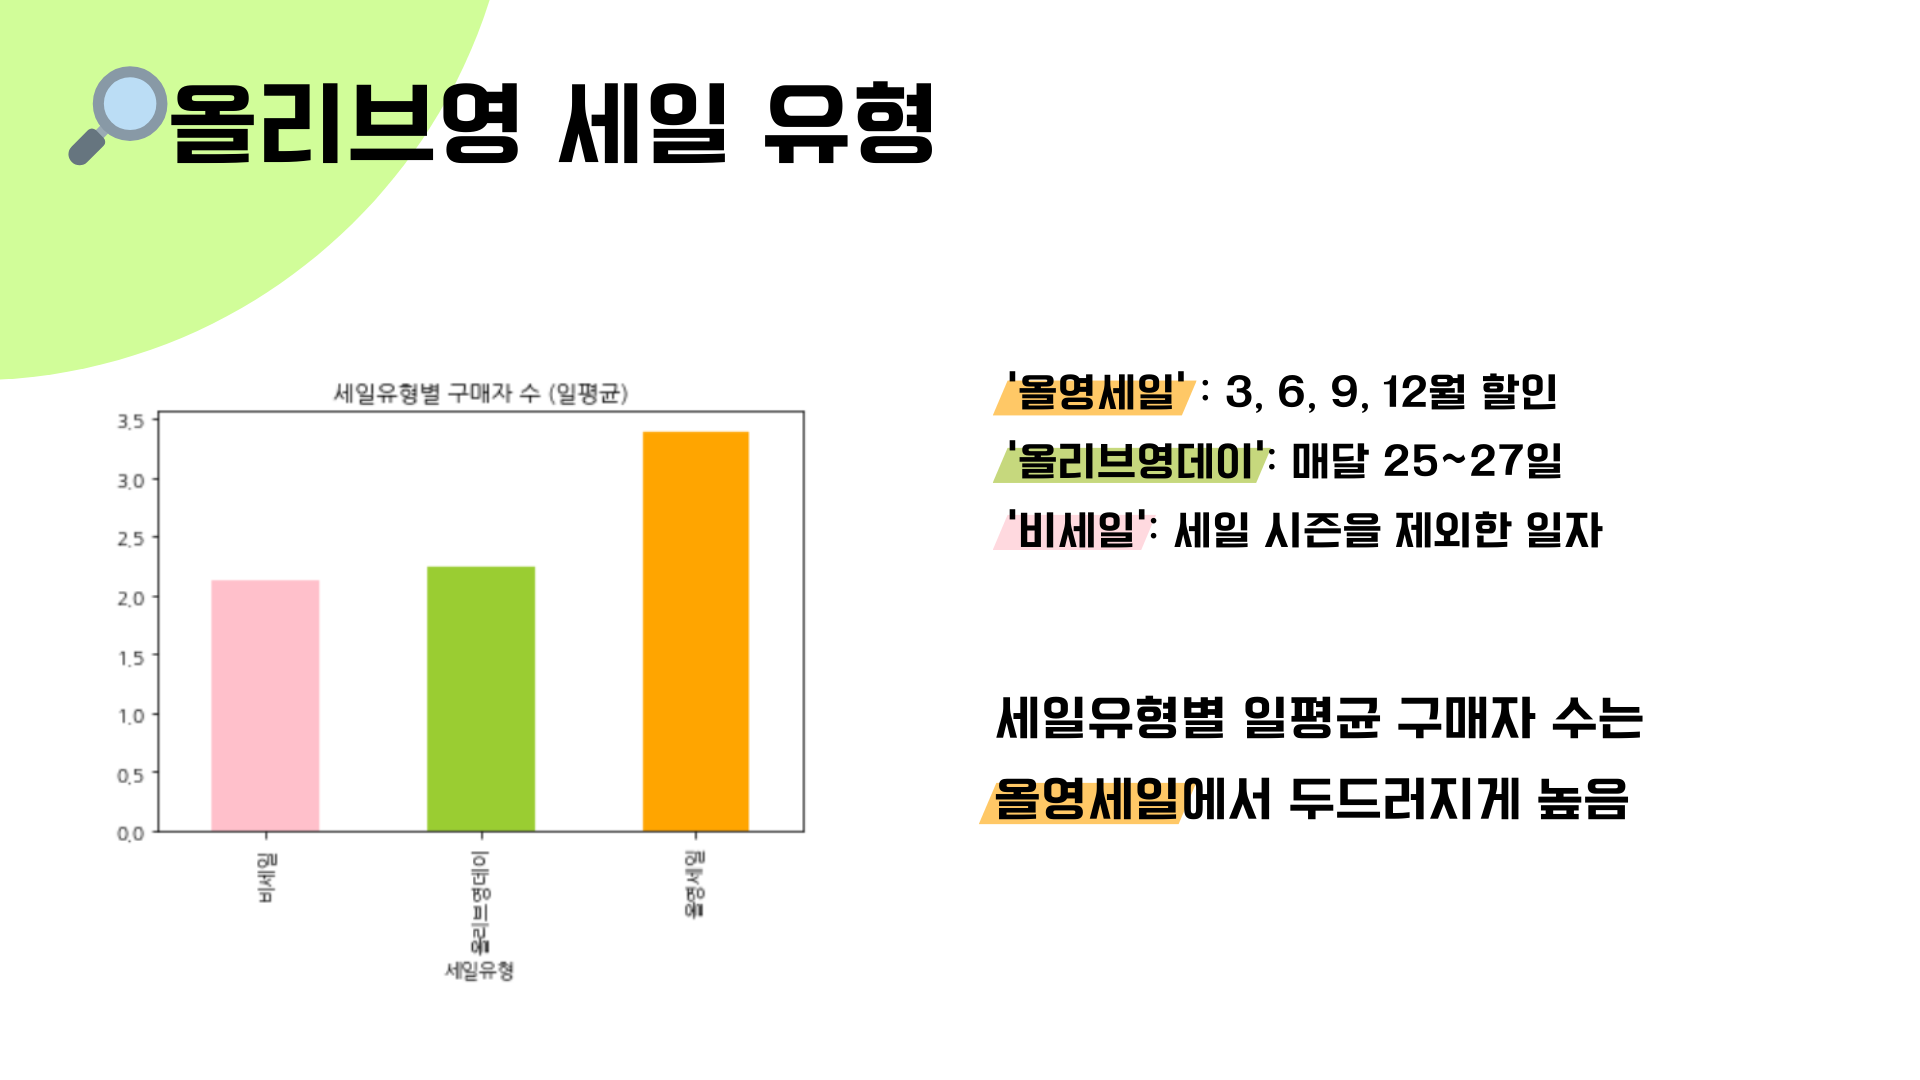 올리브영 세일 유형
세일유형별 구매자 수 (일평균)
3.5
3.0
2.5
2.0
1.5
1.0
0.5
0.0
비세일
올리브영데이
올영세일
세일유형
'올영세일' : 3, 6, 9, 12월 할인
'올리브영데이': 매달 25~27일
'비세일': 세일 시즌을 제외한 일자
세일유형별 일평균 구매자 수는
올영세일에서 두드러지게 높음